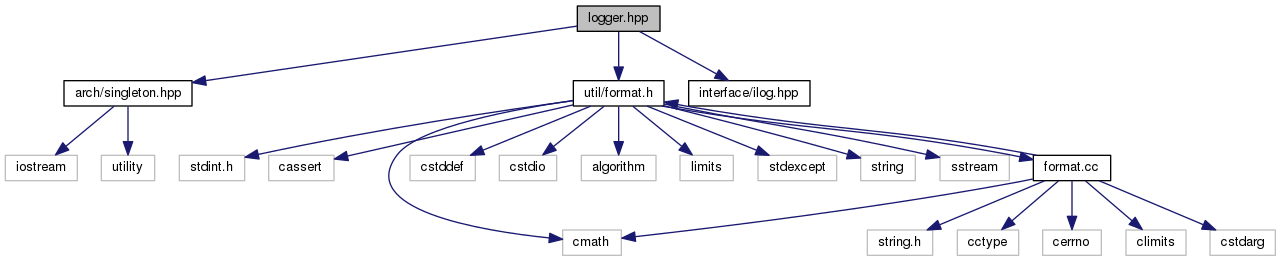 logger.hpp
arch/singleton.hpp
util/format.h
interface/ilog.hpp
iostream
utility
stdint.h
cassert
cstddef
cstdio
algorithm
limits
stdexcept
string
sstream
format.cc
cmath
string.h
cctype
cerrno
climits
cstdarg